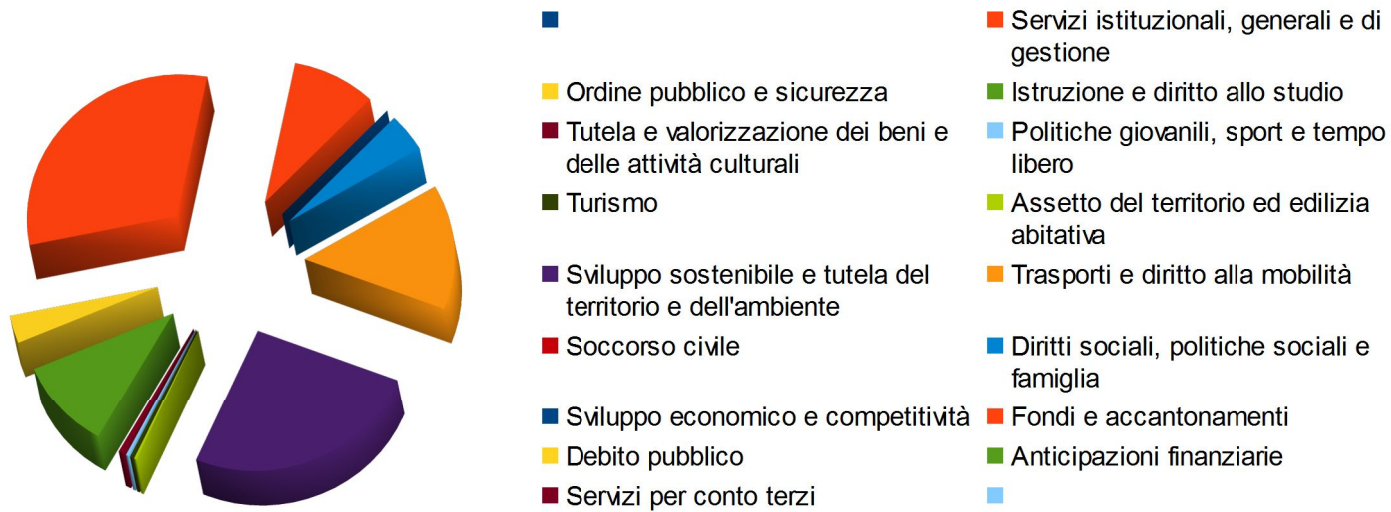 Servizi istituzionali, generali e di
gestione
Ordine pubblico e sicurezza
Istruzione e diritto allo studio
Tutela e valorizzazione dei beni e
delle attività culturali
Politiche giovanili, sport e tempo
libero
Turismo
Assetto del territorio ed edilizia
abitativa
Sviluppo sostenibile e tutela del
territorio e dell'ambiente
Trasporti e diritto alla mobilità
Soccorso civile
Diritti sociali, politiche sociali e
famiglia
Sviluppo economico e competitività
Fondi e accantonamenti
Debito pubblico
Anticipazioni finanziarie
Servizi per conto terzi